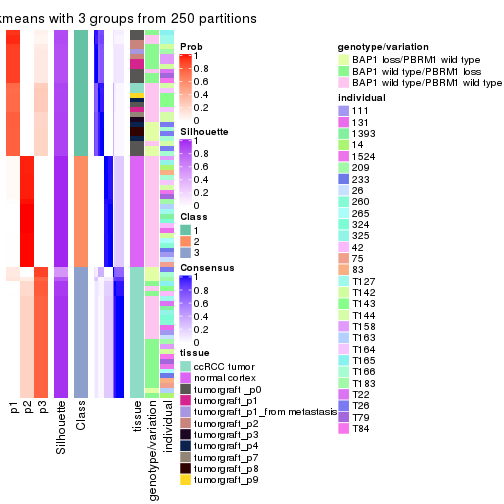 kmeans with 3 groups from 250 partitions
Prob
1
0.8
0.6
0.4
0.2
0
Silhouette
1
0.8
0.6
0.4
0.2
0
Class
1
2
3
Consensus
1
0.8
0.6
0.4
0.2
0
tissue
ccRCC tumor
normal cortex
tumorgraft_p0
tumorgraft_p1
tumorgraft_p1_from metastasis
tumorgraft_p2
tumorgraft_p3
tumorgraft_p4
tumorgraft_p7
tumorgraft_p8
tumorgraft_p9
genotype/variation
BAP1 loss/PBRM1 wild type
BAP1 wild type/PBRM1 loss
BAP1 wild type/PBRM1 wild type
individual
111
131
1393
14
1524
209
233
26
260
265
324
325
42
75
83
T127
T142
T143
T144
T158
T163
T164
T165
T166
T183
T22
T26
T79
T84
p1
p2
p3
Silhouette
Class
tissue
genotype/variation
individual